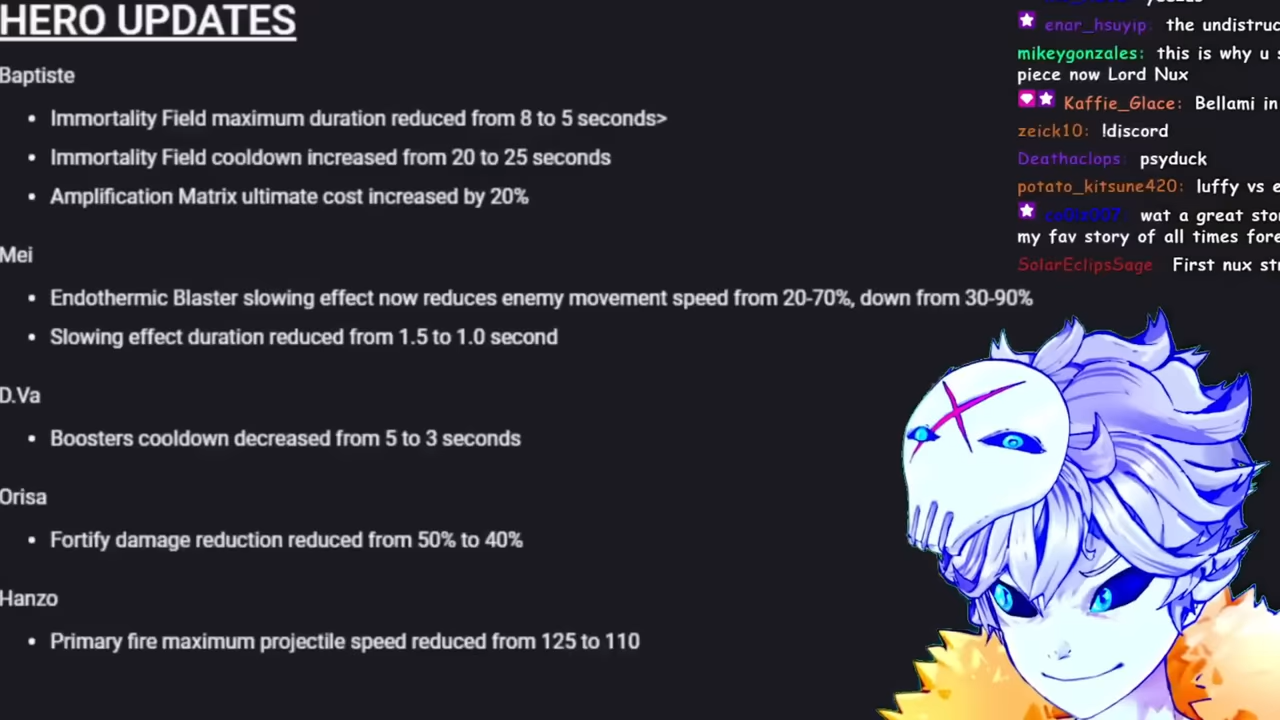 HERO UPDATES
Baptiste
• Immortality Field maximum duration reduced from 8 to 5 seconds>
• Immortality Field cooldown increased from 20 to 25 seconds
• Amplification Matrix ultimate cost increased by 20%
Mei
• Endothermic Blaster slowing effect now reduces enemy movement speed from 20-70%, down from 30-90%
• Slowing effect duration reduced from 1.5 to 1.0 second
D.Va
• Boosters cooldown decreased from 5 to 3 seconds
Orisa
• Fortify damage reduction reduced from 50% to 40%
Hanzo
• Primary fire maximum projectile speed reduced from 125 to 110
enar_hsuyip: the undistruc
mikeygonzales: this is why u s
piece now Lord Nux
Kaffie_Glace: Bellami in
zeick10: !discord
Deathaclops: psyduck
potato_kitsune420: luffy vs e
wat a great sto
my fav story of all times fore
SolarEclipsSage First nux str